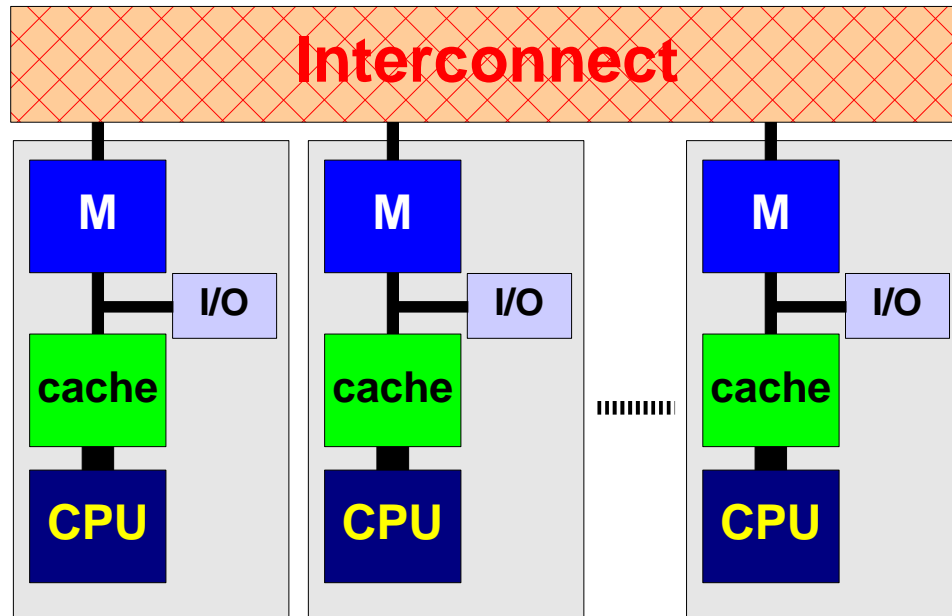 Interconnect
M
I/O
cache
CPU
M
I/O
cache
CPU
M
I/O
cache
CPU